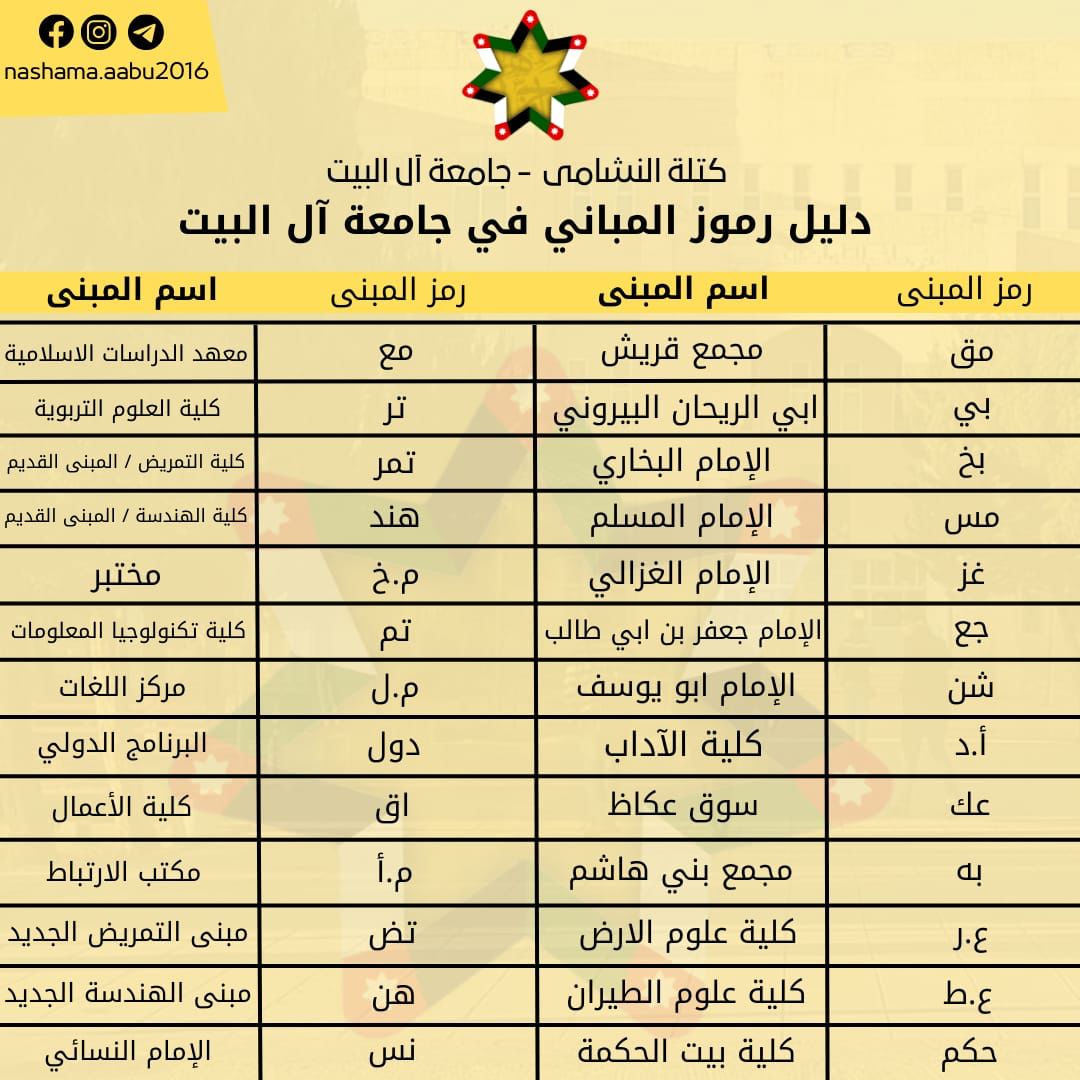 nashama.aabu2016
كتلة النشامى - جامعة آل البيت
دليل رموز المباني في جامعة آل البيت
رمز المبنى اسم المبنى رمز المبنى اسم المبنى
مق مجمع قريش مع معهد الدراسات الاسلامية
بي ابي الريحان البيروني تر كلية العلوم التربوية
بخ الإمام البخاري تمر كلية التمريض / المبنى القديم
مس الإمام المسلم هند كلية الهندسة / المبنى القديم
غز الإمام الغزالي م.خ مختبر
جع الإمام جعفر بن ابي طالب تم كلية تكنولوجيا المعلومات
شن الإمام ابو يوسف م.ل مركز اللغات
أ.د كلية الآداب دول البرنامج الدولي
عك سوق عكاظ اق كلية الأعمال
به مجمع بني هاشم م.أ مكتب الارتباط
ع.ر كلية علوم الارض تض مبنى التمريض الجديد
ع.ط كلية علوم الطيران هن مبنى الهندسة الجديد
حكم كلية بيت الحكمة نس الإمام النسائي